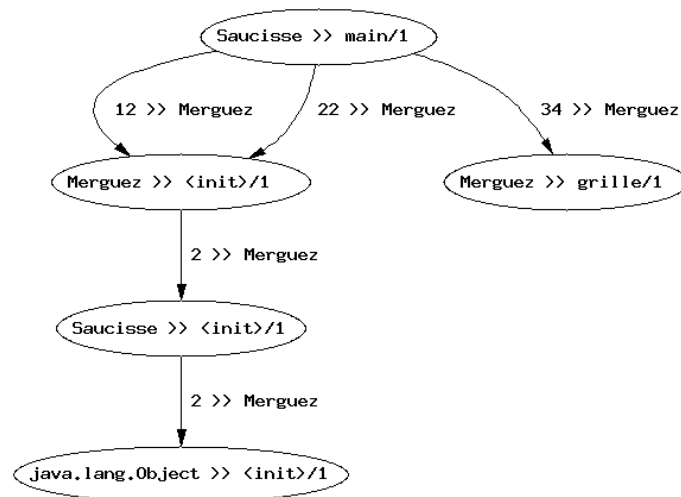 Saucisse >> main/1
12 >> Merguez
22 >> Merguez
34 >> Merguez
Merguez >> <init>/1
Merguez >> grille/1
2 >> Merguez
Saucisse >> <init>/1
2 >> Merguez
java.lang.Object >> <init>/1